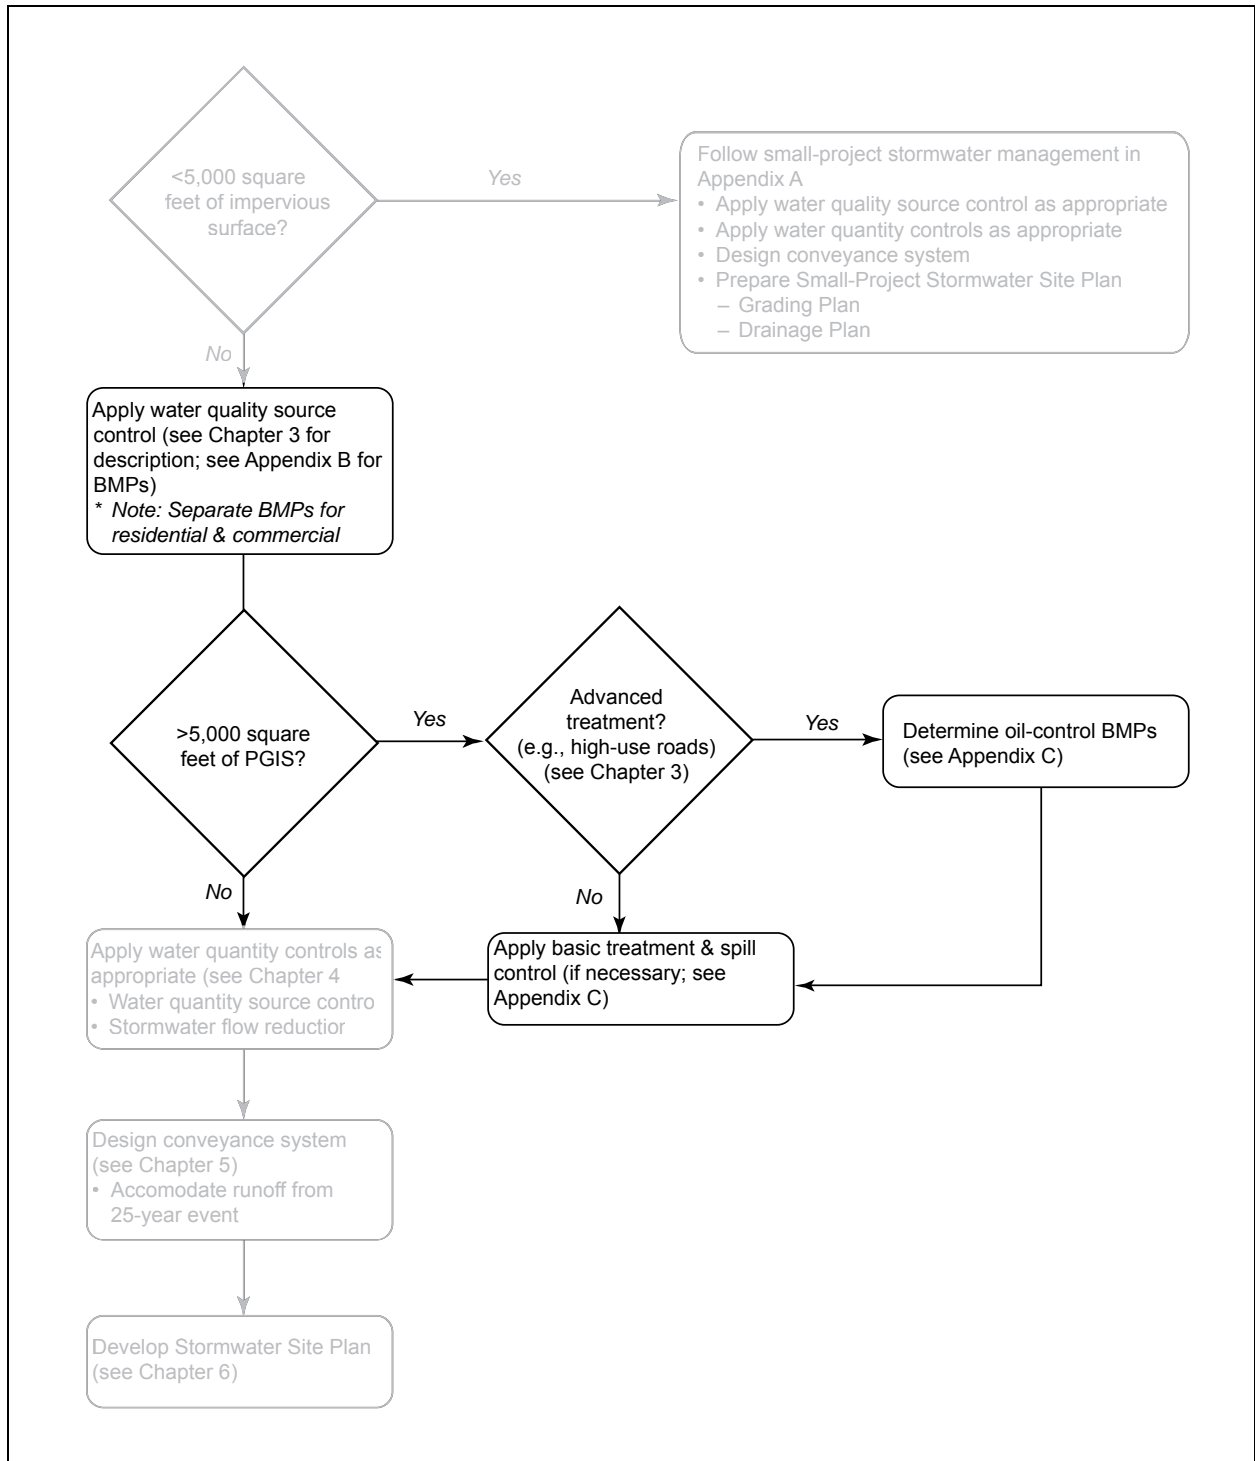 <5,000 square
feet of impervious
surface?
Yes
Follow small-project stormwater management in
Appendix A
• Apply water quality source control as appropriate
• Apply water quantity controls as appropriate
• Design conveyance system
• Prepare Small-Project Stormwater Site Plan
– Grading Plan
– Drainage Plan
No
Apply water quality source
control (see Chapter 3 for
description; see Appendix B for
BMPs)
* Note: Separate BMPs for
residential & commercial
>5,000 square
feet of PGIS?
Yes
Advanced
treatment?
(e.g., high-use roads)
(see Chapter 3)
Yes
Determine oil-control BMPs
(see Appendix C)
No
No
Apply water quantity controls as
appropriate (see Chapter 4
• Water quantity source contro
• Stormwater flow reduction
Apply basic treatment & spill
control (if necessary; see
Appendix C)
Design conveyance system
(see Chapter 5)
• Accomodate runoff from
25-year event
Develop Stormwater Site Plan
(see Chapter 6)